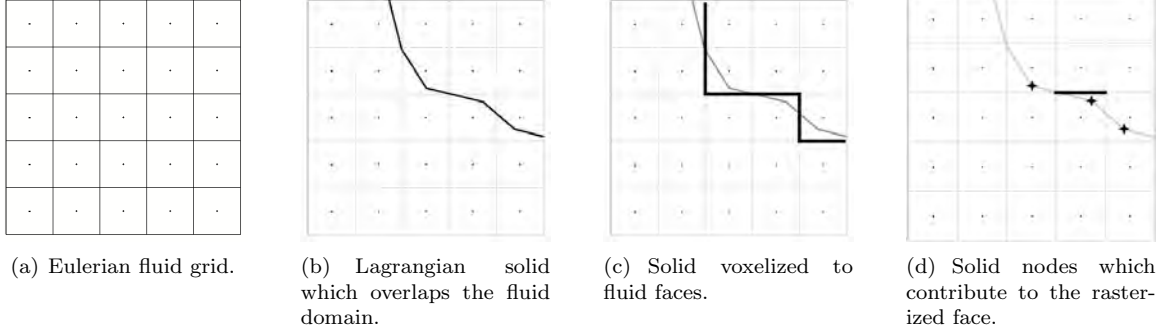 (a) Eulerian fluid grid.
(b) Lagrangian solid
which overlaps the fluid
domain.
(c) Solid voxelized to
fluid faces.
(d) Solid nodes which
contribute to the raster-
ized face.